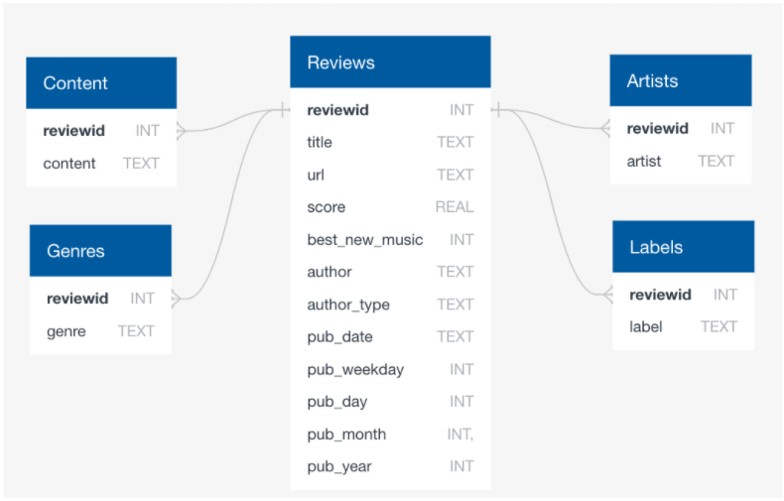 Content
reviewid INT
content TEXT
Genres
reviewid INT
genre TEXT
Reviews
reviewid INT
title TEXT
url TEXT
score REAL
best_new_music INT
author TEXT
author_type TEXT
pub_date TEXT
pub_weekday INT
pub_day INT
pub_month INT,
pub_year INT
Artists
reviewid INT
artist TEXT
Labels
reviewid INT
label TEXT